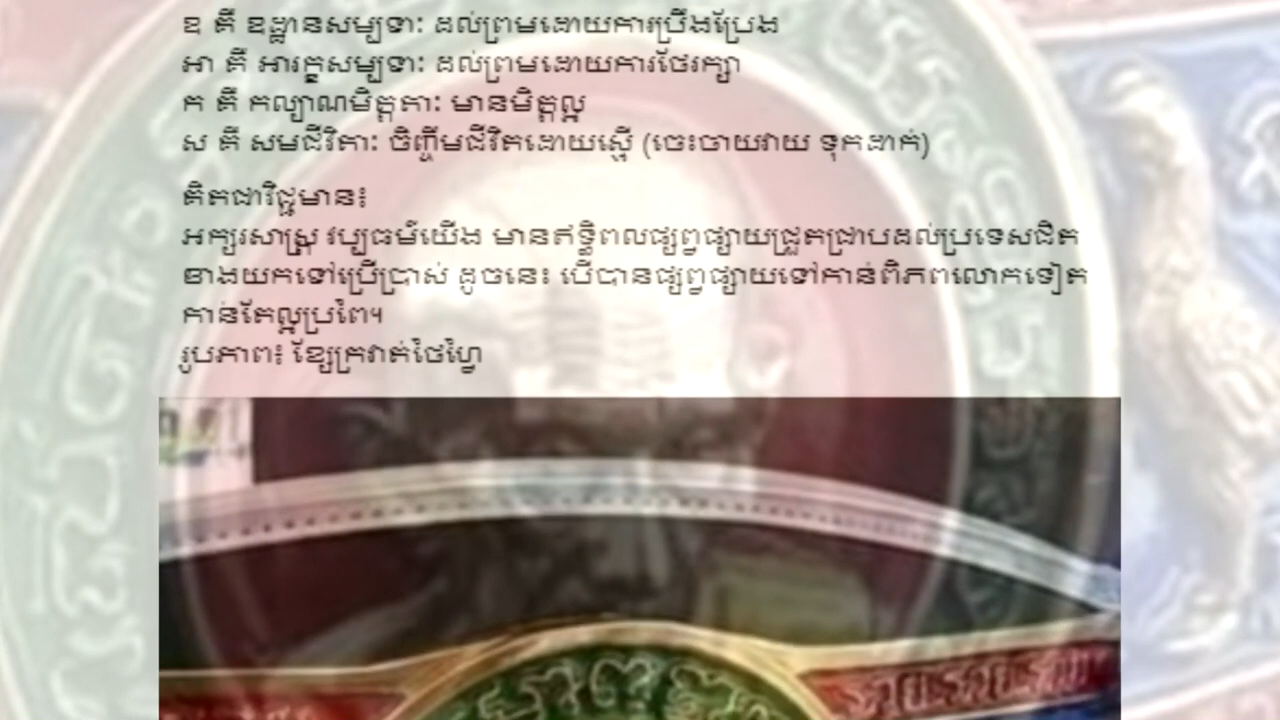 ឧ គឺ ឧដ្ឋានសម្បទាៈ ដល់ព្រមដោយការប្រឹងប្រែង
អា គឺ អារក្ខសម្បទាៈ ដល់ព្រមដោយការថែរក្សា
ក គឺ កល្យាណមិត្តតាៈ មានមិត្តល្អ
ស គឺ សមជីវិតាៈ ចិញ្ចឹមជីវិតដោយស្មើ (ចេះចាយវាយ ទុកដាក់)
គិតជាវិជ្ជមាន៖
អក្សរសាស្ត្រ វប្បធម៌យើង មានឥទ្ធិពលផ្សព្វផ្សាយជ្រួតជ្រាបដល់ប្រទេសជិត
ខាងយកទៅប្រើប្រាស់ ដូចនេះ បើបានផ្សព្វផ្សាយទៅកាន់ពិភពលោកទៀត
កាន់តែល្អប្រពៃ។
រូបភាព៖ ខ្សែក្រវាត់ថៃហ្វៃ